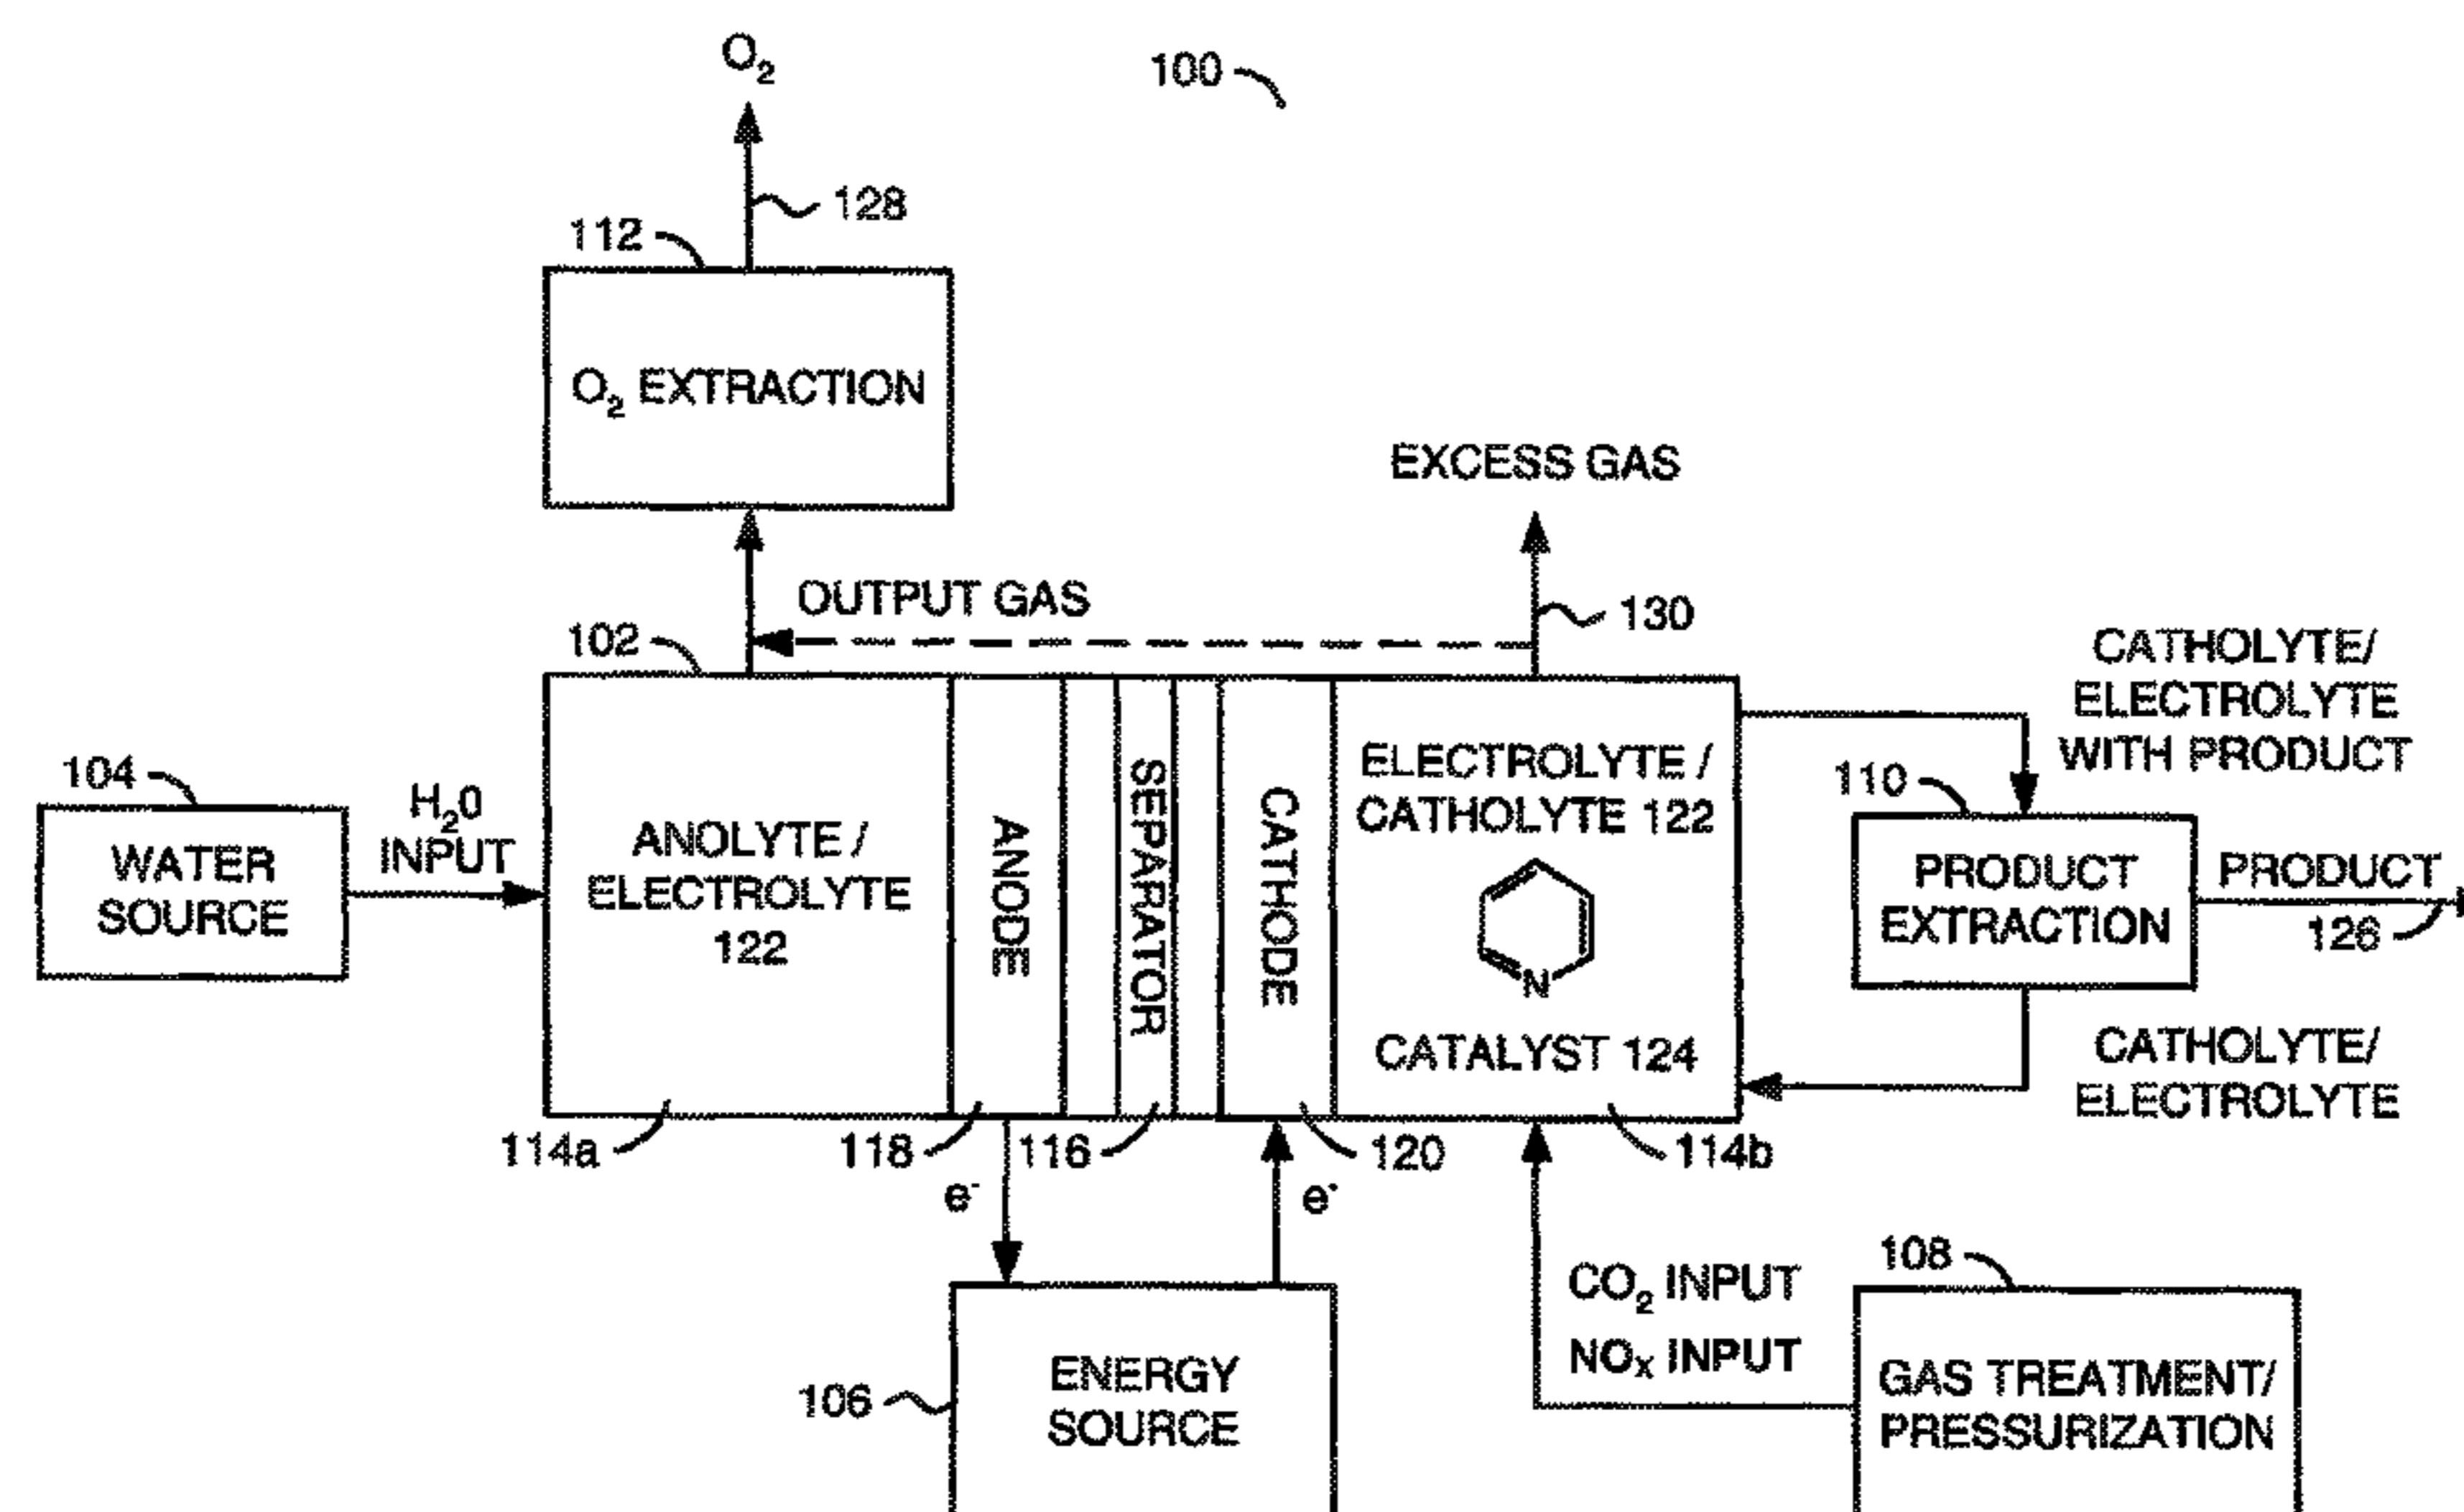 O₂
100
128
112
O₂ EXTRACTION
EXCESS GAS
OUTPUT GAS
130
102
CATHOLYTE/
ELECTROLYTE
WITH PRODUCT
104
H₂0
INPUT
WATER
SOURCE
ANOLYTE /
ELECTROLYTE
122
ANODE
SEPARATOR
CATHODE
ELECTROLYTE /
CATHOLYTE 122
N
CATALYST 124
110
PRODUCT
EXTRACTION
PRODUCT
126
CATHOLYTE/
ELECTROLYTE
114a
118
116
120
114b
e⁻
e⁻
CO₂ INPUT
NOₓ INPUT
108
106
ENERGY
SOURCE
GAS TREATMENT/
PRESSURIZATION